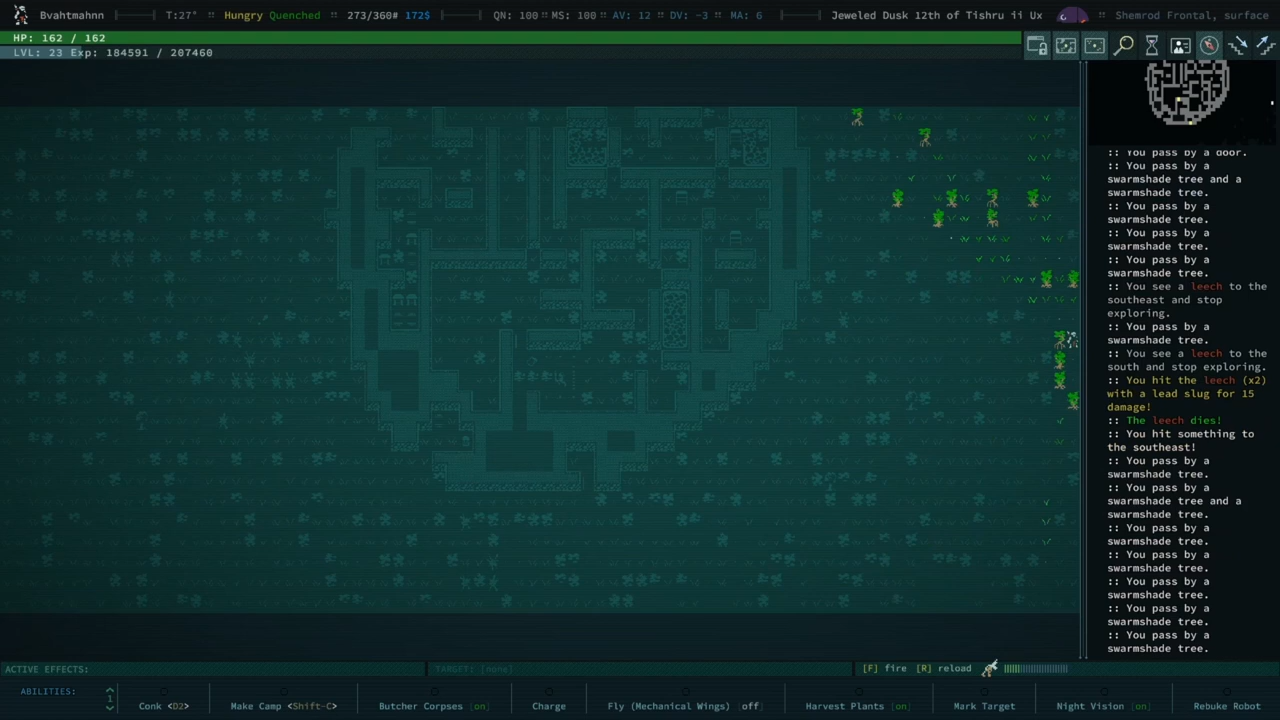 Bvahtmahnn T:27° :: Hungry Quenched :: 273/360# 172$ QN: 100 :: MS: 100 :: AV: 12 :: DV: -3 :: MA: 6 Jeweled Dusk 12th of Tishru ii Ux :: Shemrod Frontal, surface
HP: 162 / 162
LVL: 23 Exp: 184591 / 207460
:: You pass by a door.
:: You pass by a
swarmshade tree and a
swarmshade tree.
:: You pass by a
swarmshade tree.
:: You pass by a
swarmshade tree.
:: You pass by a
swarmshade tree.
:: You see a leech to the
southeast and stop
exploring.
:: You pass by a
swarmshade tree.
:: You see a leech to the
south and stop exploring.
:: You hit the leech (x2)
with a lead slug for 15
damage!
:: The leech dies!
:: You hit something to
the southeast!
:: You pass by a
swarmshade tree.
:: You pass by a
swarmshade tree and a
swarmshade tree.
:: You pass by a
swarmshade tree.
:: You pass by a
swarmshade tree.
:: You pass by a
swarmshade tree.
:: You pass by a
swarmshade tree.
:: You pass by a
swarmshade tree.
ACTIVE EFFECTS: TARGET: [none] [F] fire [R] reload
ABILITIES: 1 Conk <D2> Make Camp <Shift-C> Butcher Corpses [on] Charge Fly (Mechanical Wings) [off] Harvest Plants [on] Mark Target Night Vision [on] Rebuke Robot